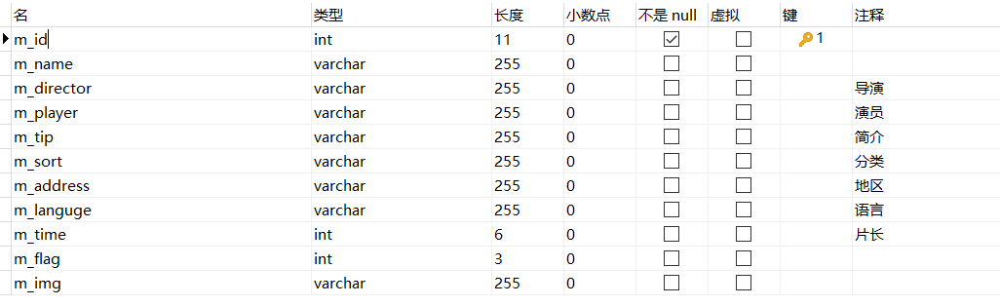 名 类型 长度 小数点 不是 null 虚拟 键 注释
m_id int 11 0 1
m_name varchar 255 0
m_director varchar 255 0 导演
m_player varchar 255 0 演员
m_tip varchar 255 0 简介
m_sort varchar 255 0 分类
m_address varchar 255 0 地区
m_languge varchar 255 0 语言
m_time int 6 0 片长
m_flag int 3 0
m_img varchar 255 0